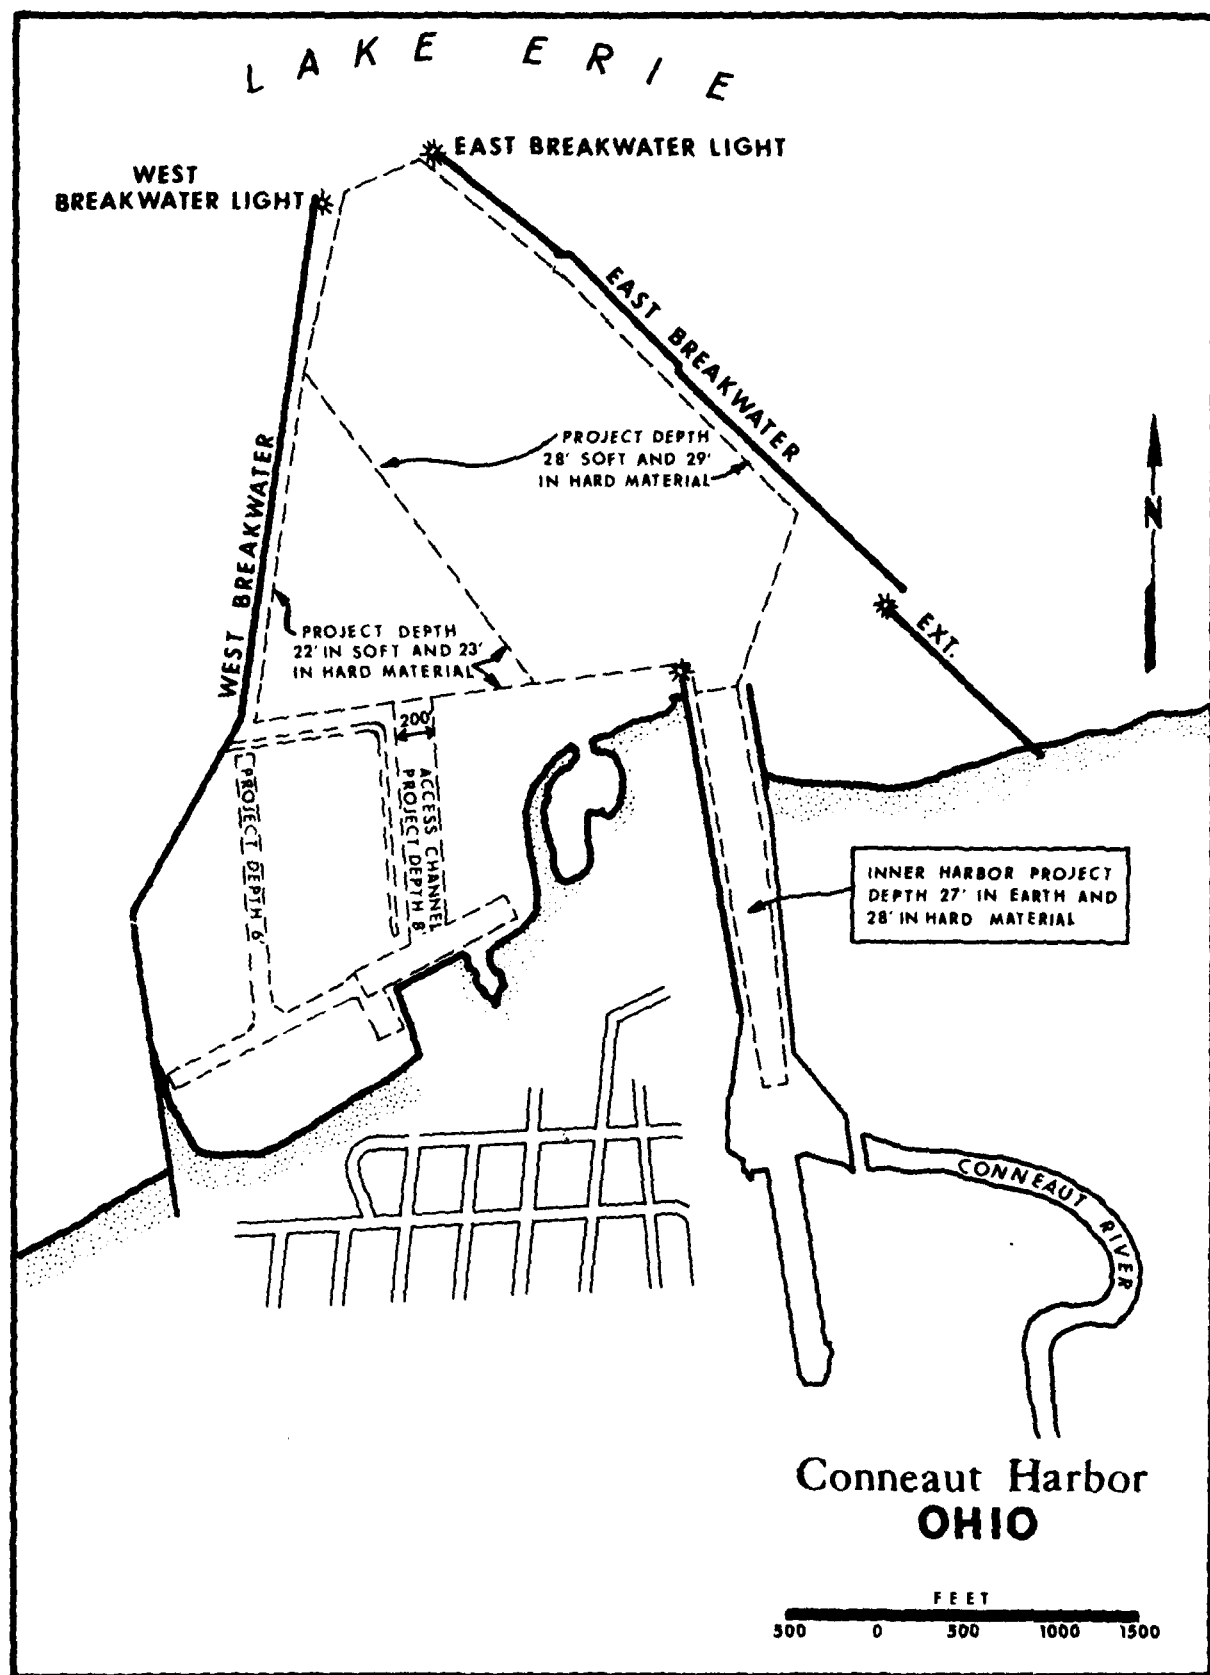 LAKE ERIE
EAST BREAKWATER LIGHT
WEST
BREAKWATER LIGHT
EAST BREAKWATER
PROJECT DEPTH
28' SOFT AND 29'
IN HARD MATERIAL
WEST BREAKWATER
N
EXT.
PROJECT DEPTH
22' IN SOFT AND 23'
IN HARD MATERIAL
200'
ACCESS CHANNEL
PROJECT DEPTH 8'
PROJECT DEPTH 6'
INNER HARBOR PROJECT
DEPTH 27' IN EARTH AND
28' IN HARD MATERIAL
CONNEAUT RIVER
Conneaut Harbor
OHIO
FEET
500 0 500 1000 1500